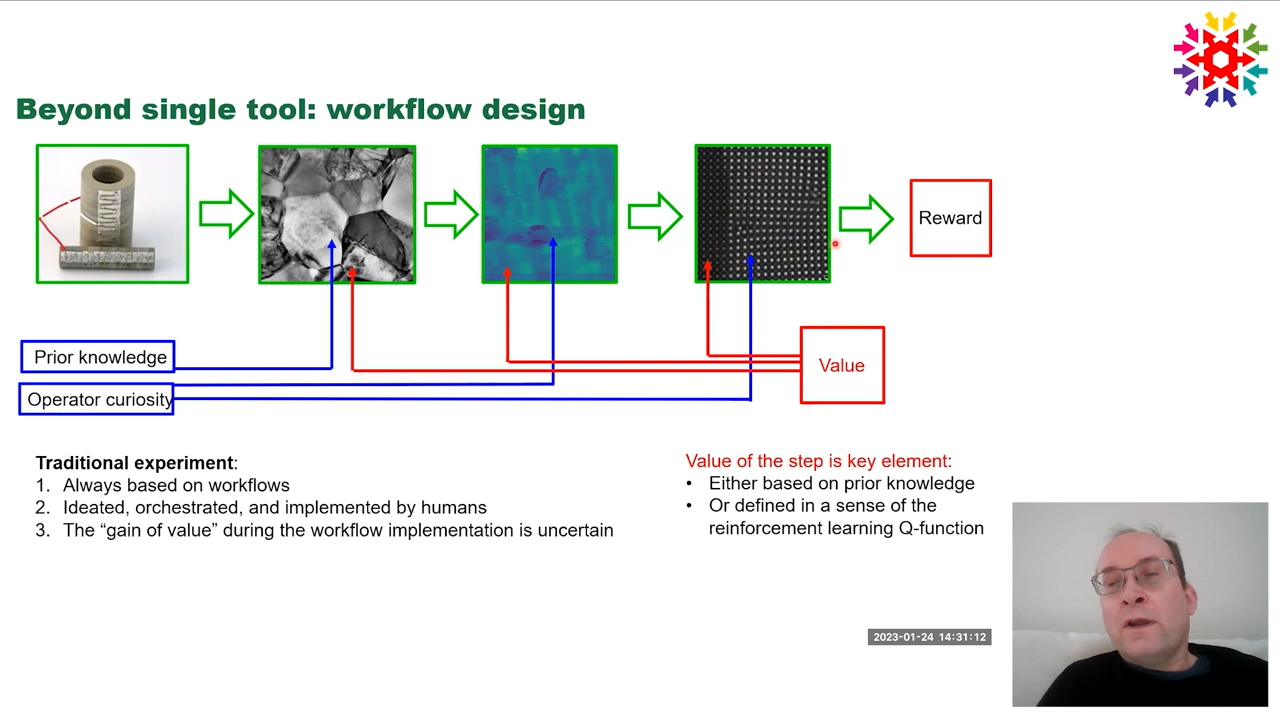 Beyond single tool: workflow design
Reward
Prior knowledge
Operator curiosity
Value
Traditional experiment:
1. Always based on workflows
2. Ideated, orchestrated, and implemented by humans
3. The “gain of value” during the workflow implementation is uncertain
Value of the step is key element:
• Either based on prior knowledge
• Or defined in a sense of the
reinforcement learning Q-function
2023-01-24 14:31:12